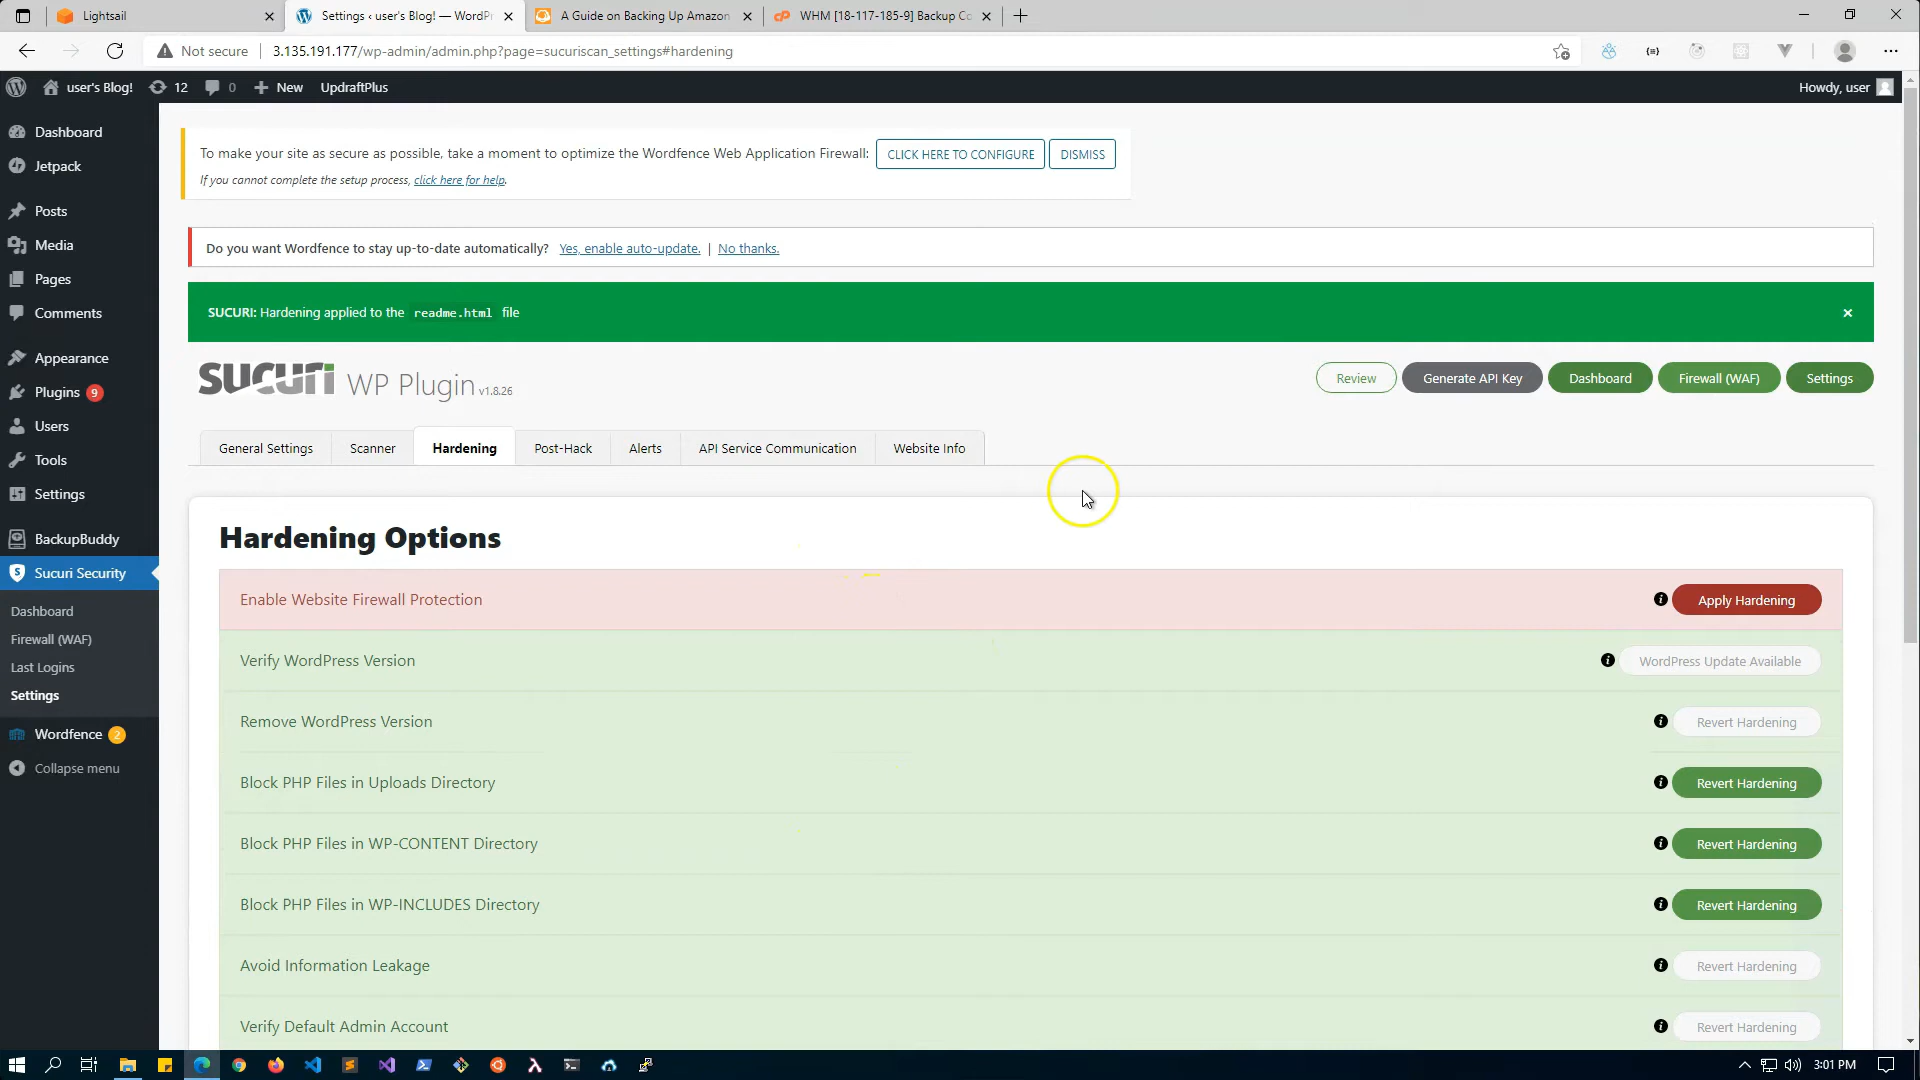 Lightsail
Settings ‹ user's Blog! — WordPr
A Guide on Backing Up Amazon
WHM [18-117-185-9] Backup Co
Not secure
3.135.191.177/wp-admin/admin.php?page=sucuriscan_settings#hardening
user's Blog!
12
0
New
UpdraftPlus
Howdy, user
Dashboard
Jetpack
Posts
Media
Pages
Comments
Appearance
Plugins 9
Users
Tools
Settings
BackupBuddy
Sucuri Security
Dashboard
Firewall (WAF)
Last Logins
Settings
Wordfence 2
Collapse menu
To make your site as secure as possible, take a moment to optimize the Wordfence Web Application Firewall:
CLICK HERE TO CONFIGURE
DISMISS
If you cannot complete the setup process, click here for help.
Do you want Wordfence to stay up-to-date automatically? Yes, enable auto-update. | No thanks.
SUCURI: Hardening applied to the readme.html file
sucuri WP Plugin v1.8.26
Review
Generate API Key
Dashboard
Firewall (WAF)
Settings
General Settings
Scanner
Hardening
Post-Hack
Alerts
API Service Communication
Website Info
Hardening Options
Enable Website Firewall Protection
Apply Hardening
Verify WordPress Version
WordPress Update Available
Remove WordPress Version
Revert Hardening
Block PHP Files in Uploads Directory
Revert Hardening
Block PHP Files in WP-CONTENT Directory
Revert Hardening
Block PHP Files in WP-INCLUDES Directory
Revert Hardening
Avoid Information Leakage
Revert Hardening
Verify Default Admin Account
Revert Hardening
3:01 PM